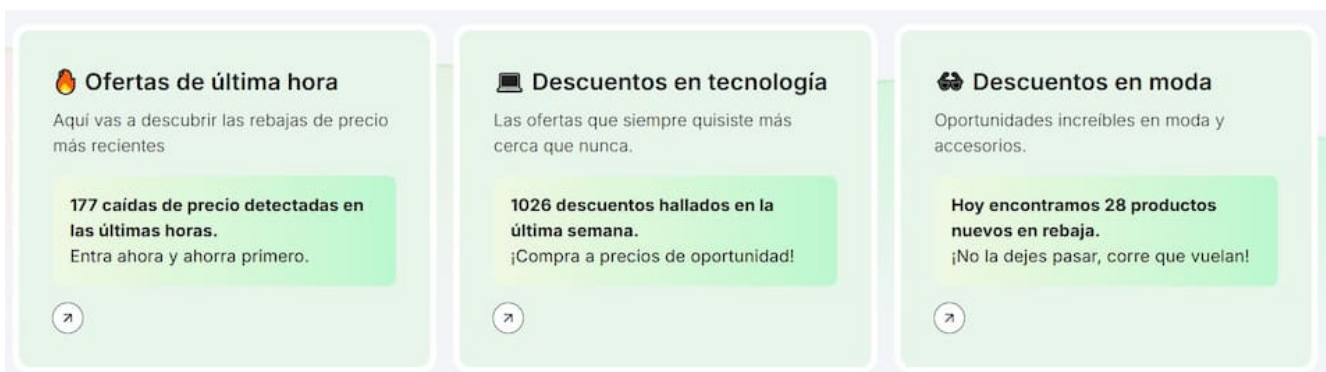 🔥 Ofertas de última hora
Aquí vas a descubrir las rebajas de precio
más recientes
177 caídas de precio detectadas en
las últimas horas.
Entra ahora y ahorra primero.
💻 Descuentos en tecnología
Las ofertas que siempre quisiste más
cerca que nunca.
1026 descuentos hallados en la
última semana.
¡Compra a precios de oportunidad!
🕶 Descuentos en moda
Oportunidades increíbles en moda y
accesorios.
Hoy encontramos 28 productos
nuevos en rebaja.
¡No la dejes pasar, corre que vuelan!